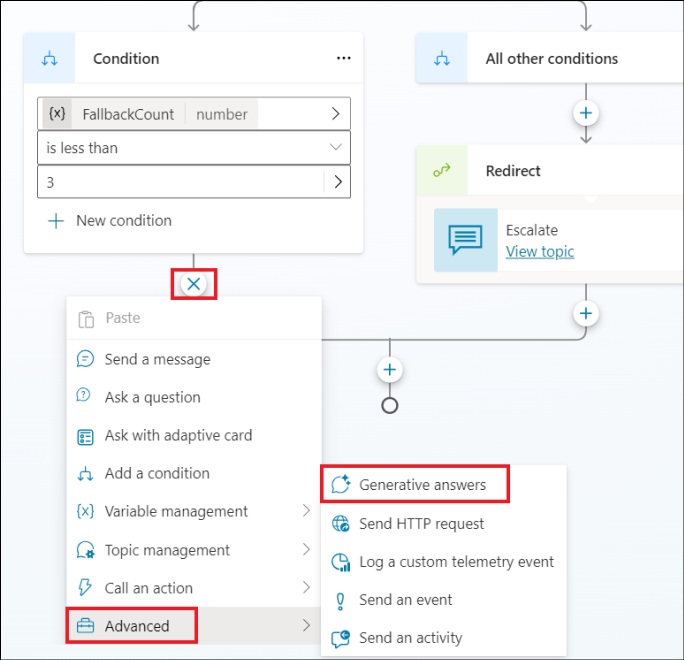 Condition
...
{x} FallbackCount number
is less than
3
New condition
All other conditions
Redirect
Escalate
View topic
Paste
Send a message
Ask a question
Ask with adaptive card
Add a condition
{x} Variable management
Topic management
Call an action
Advanced
Generative answers
Send HTTP request
Log a custom telemetry event
Send an event
Send an activity